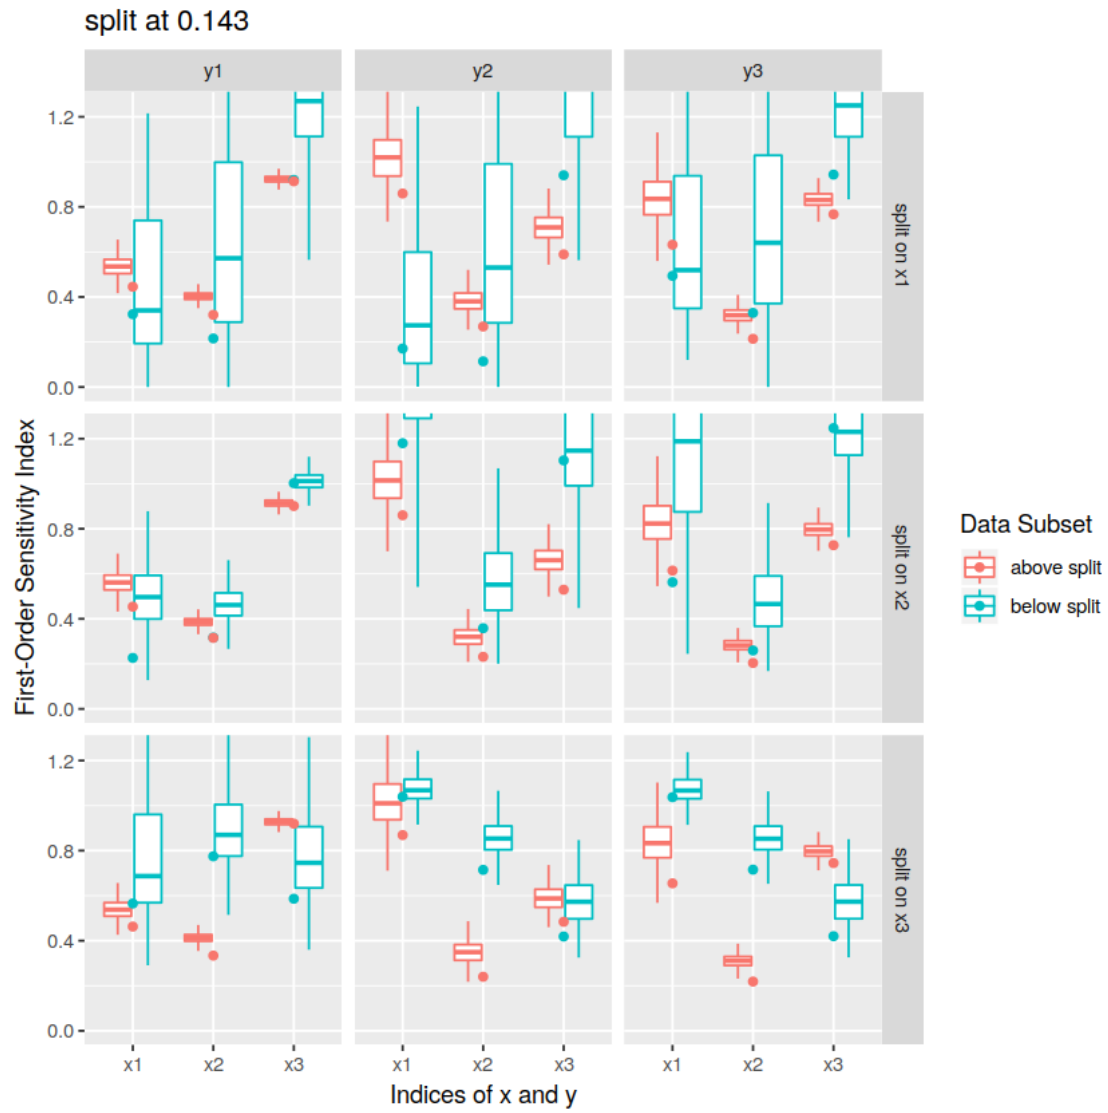 split at 0.143
y1 y2 y3
1.2
0.8
0.4
0.0
split on x1
1.2
0.8
0.4
0.0
split on x2
1.2
0.8
0.4
0.0
split on x3
First-Order Sensitivity Index
x1 x2 x3 x1 x2 x3 x1 x2 x3
Indices of x and y
Data Subset
above split
below split